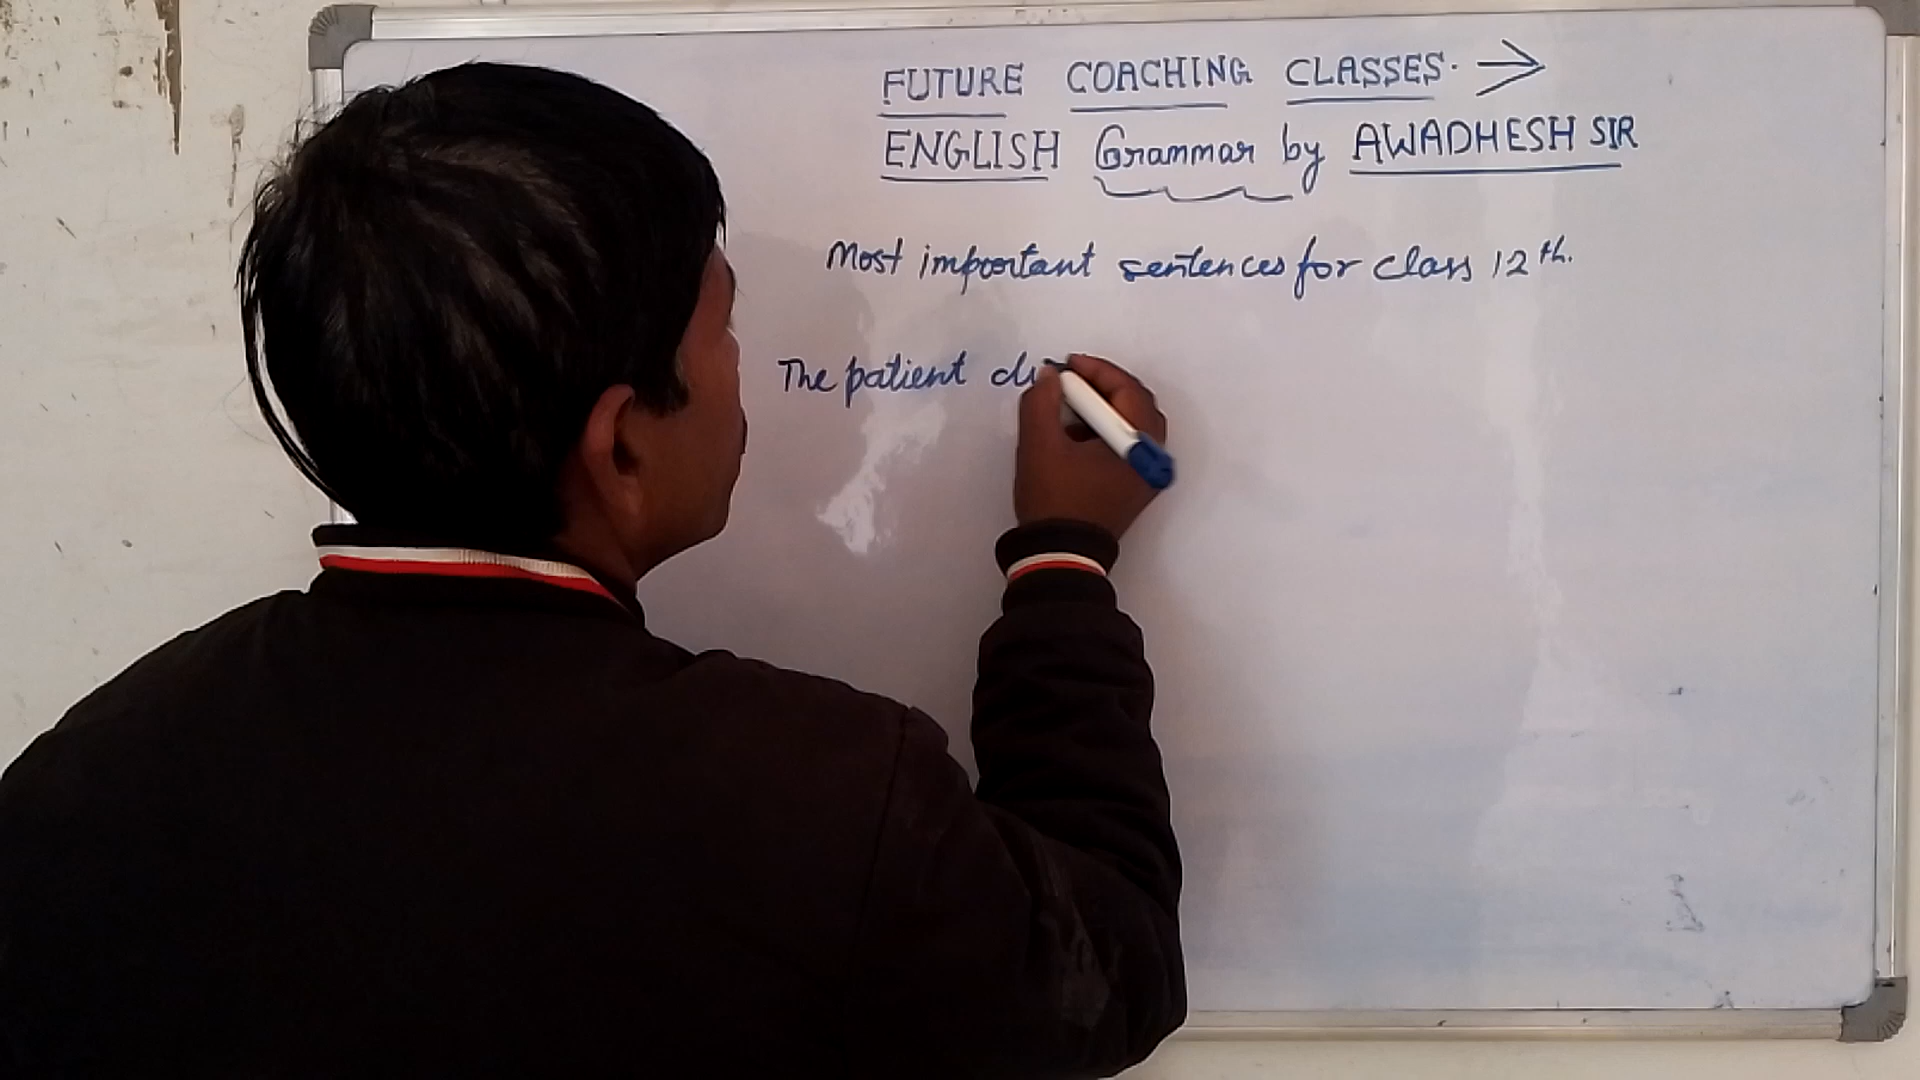 FUTURE COACHING CLASSES. →
ENGLISH Grammar by AWADHESH SIR
Most important sentences for class 12th.
The patient